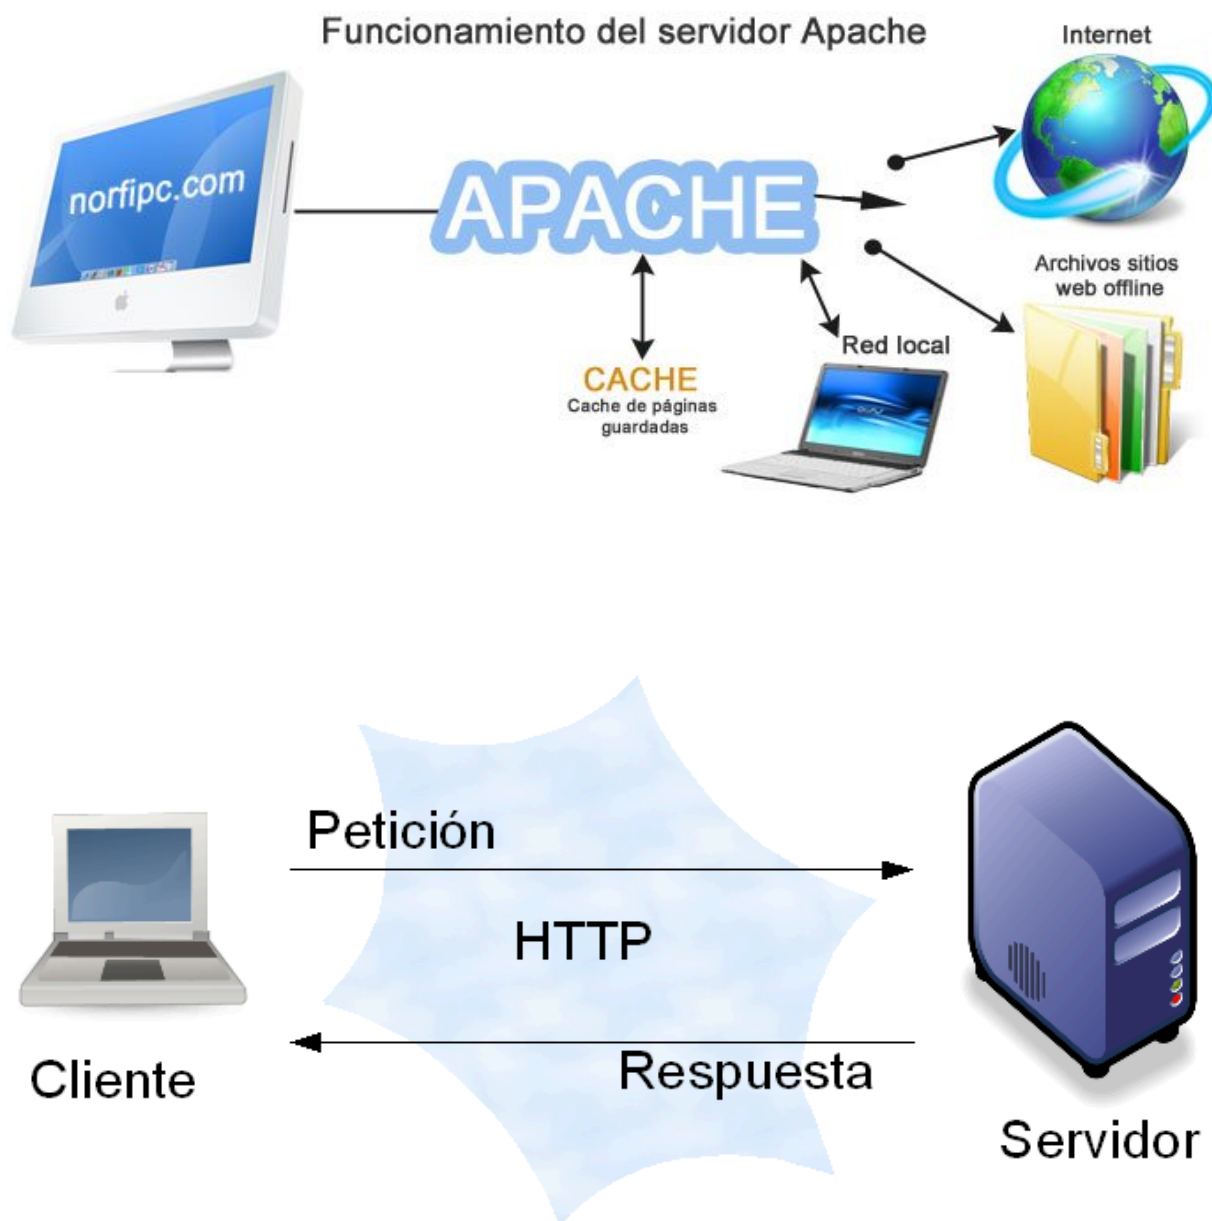 Funcionamiento del servidor Apache
Internet
norfipc.com
APACHE
Archivos sitios
web offline
Red local
CACHE
Cache de páginas
guardadas
Petición
HTTP
Respuesta
Cliente
Servidor